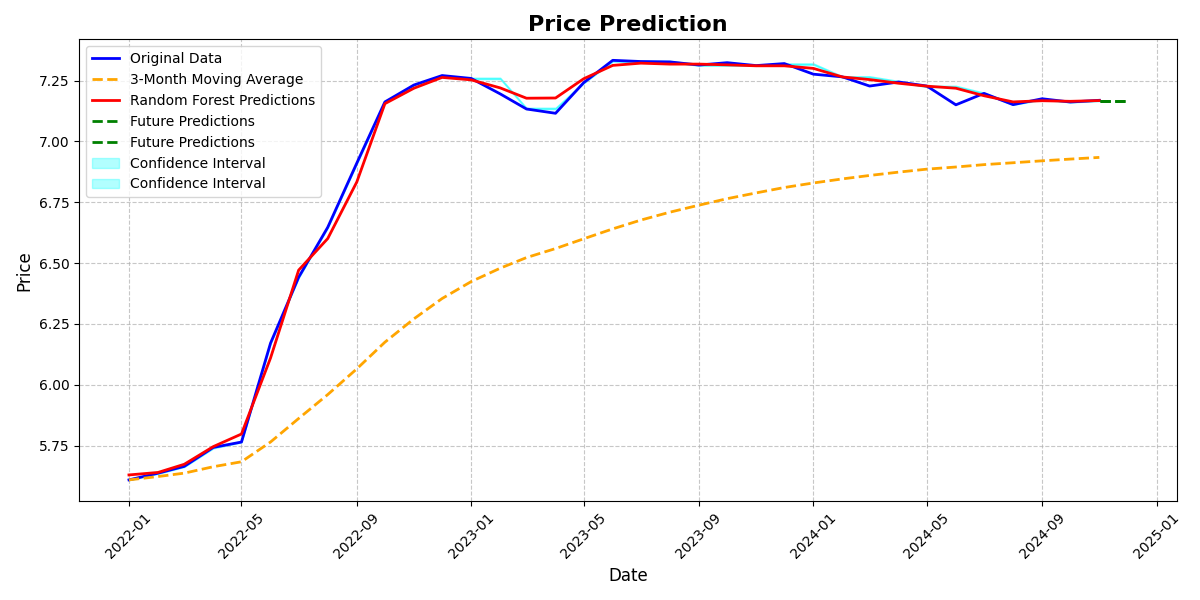 Price Prediction
Original Data
3-Month Moving Average
Random Forest Predictions
Future Predictions
Future Predictions
Confidence Interval
Confidence Interval
Price
7.25
7.00
6.75
6.50
6.25
6.00
5.75
2022-01
2022-05
2022-09
2023-01
2023-05
2023-09
2024-01
2024-05
2024-09
2025-01
Date